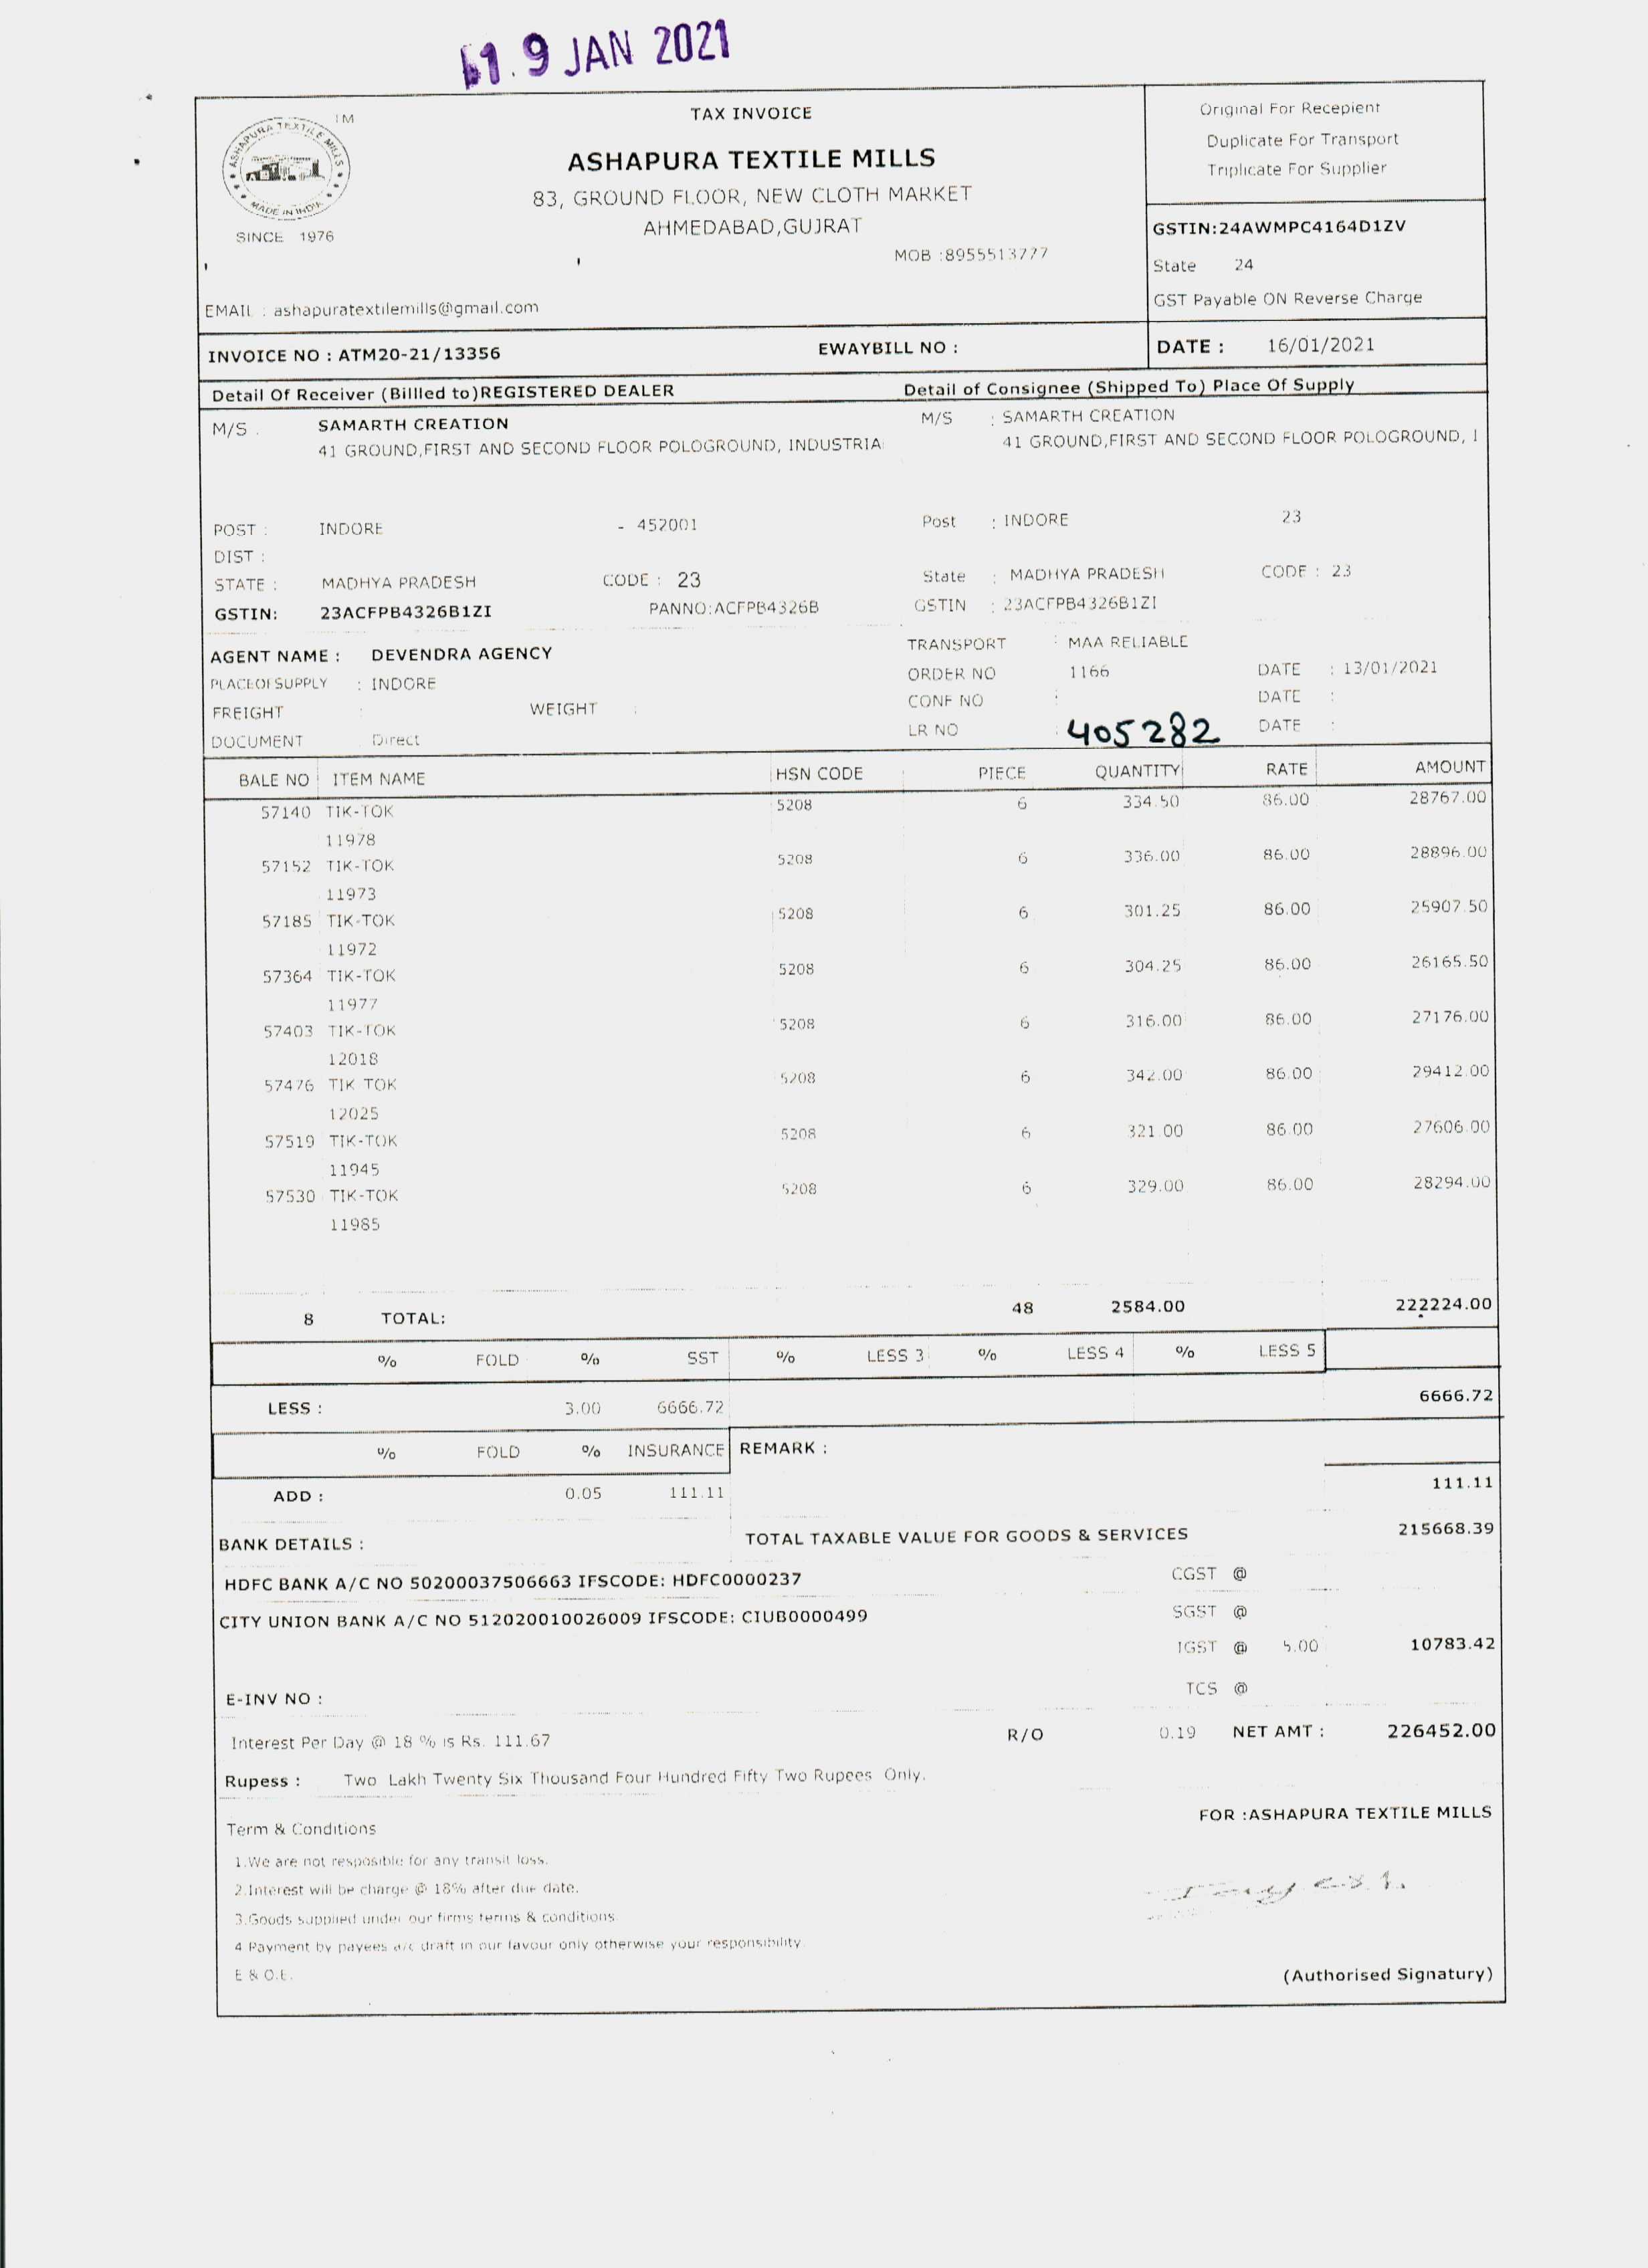 19 JAN 2021
TAX INVOICE
Original For Recepient
Duplicate For Transport
Triplicate For Supplier
ASHAPURA TEXTILE MILLS
MADE IN INDIA
TM
SINCE 1976
ASHAPURA TEXTILE MILLS
83, GROUND FLOOR, NEW CLOTH MARKET
AHMEDABAD,GUJRAT
MOB :8955513777
EMAIL : ashapuratextilemills@gmail.com
GSTIN:24AWMPC4164D1ZV
State 24
GST Payable ON Reverse Charge
INVOICE NO : ATM20-21/13356 EWAYBILL NO : DATE : 16/01/2021
Detail Of Receiver (Billled to)REGISTERED DEALER Detail of Consignee (Shipped To) Place Of Supply
M/S . SAMARTH CREATION M/S : SAMARTH CREATION
41 GROUND,FIRST AND SECOND FLOOR POLOGROUND, INDUSTRIA 41 GROUND,FIRST AND SECOND FLOOR POLOGROUND, I
POST : INDORE - 452001 Post : INDORE 23
DIST :
STATE : MADHYA PRADESH CODE : 23 State : MADHYA PRADESH CODE : 23
GSTIN: 23ACFPB4326B1ZI PANNO:ACFPB4326B GSTIN : 23ACFPB4326B1ZI
AGENT NAME : DEVENDRA AGENCY TRANSPORT : MAA RELIABLE
PLACEOFSUPPLY : INDORE ORDER NO 1166 DATE : 13/01/2021
FREIGHT : WEIGHT : CONF NO : DATE :
DOCUMENT Direct LR NO : 405282 DATE :
BALE NO ITEM NAME HSN CODE PIECE QUANTITY RATE AMOUNT
57140 TIK-TOK 5208 6 334.50 86.00 28767.00
11978
57152 TIK-TOK 5208 6 336.00 86.00 28896.00
11973
57185 TIK-TOK 5208 6 301.25 86.00 25907.50
11972
57364 TIK-TOK 5208 6 304.25 86.00 26165.50
11977
57403 TIK-TOK 5208 6 316.00 86.00 27176.00
12018
57476 TIK TOK 5208 6 342.00 86.00 29412.00
12025
57519 TIK-TOK 5208 6 321.00 86.00 27606.00
11945
57530 TIK-TOK 5208 6 329.00 86.00 28294.00
11985
8 TOTAL: 48 2584.00 222224.00
% FOLD % SST % LESS 3 % LESS 4 % LESS 5
LESS : 3.00 6666.72 6666.72
% FOLD % INSURANCE REMARK :
ADD : 0.05 111.11 111.11
BANK DETAILS : TOTAL TAXABLE VALUE FOR GOODS & SERVICES 215668.39
HDFC BANK A/C NO 50200037506663 IFSCODE: HDFC0000237 CGST @
CITY UNION BANK A/C NO 512020010026009 IFSCODE: CIUB0000499 SGST @
IGST @ 5.00 10783.42
E-INV NO : TCS @
Interest Per Day @ 18 % is Rs. 111.67 R/O 0.19 NET AMT : 226452.00
Rupess : Two Lakh Twenty Six Thousand Four Hundred Fifty Two Rupees Only.
FOR :ASHAPURA TEXTILE MILLS
Term & Conditions
1.We are not resposible for any transit loss.
2.Interest will be charge @ 18% after due date.
3.Goods supplied under our firms terms & conditions
4 Payment by payees a/c draft in our favour only otherwise your responsibility
E & O.E.
(Authorised Signatury)